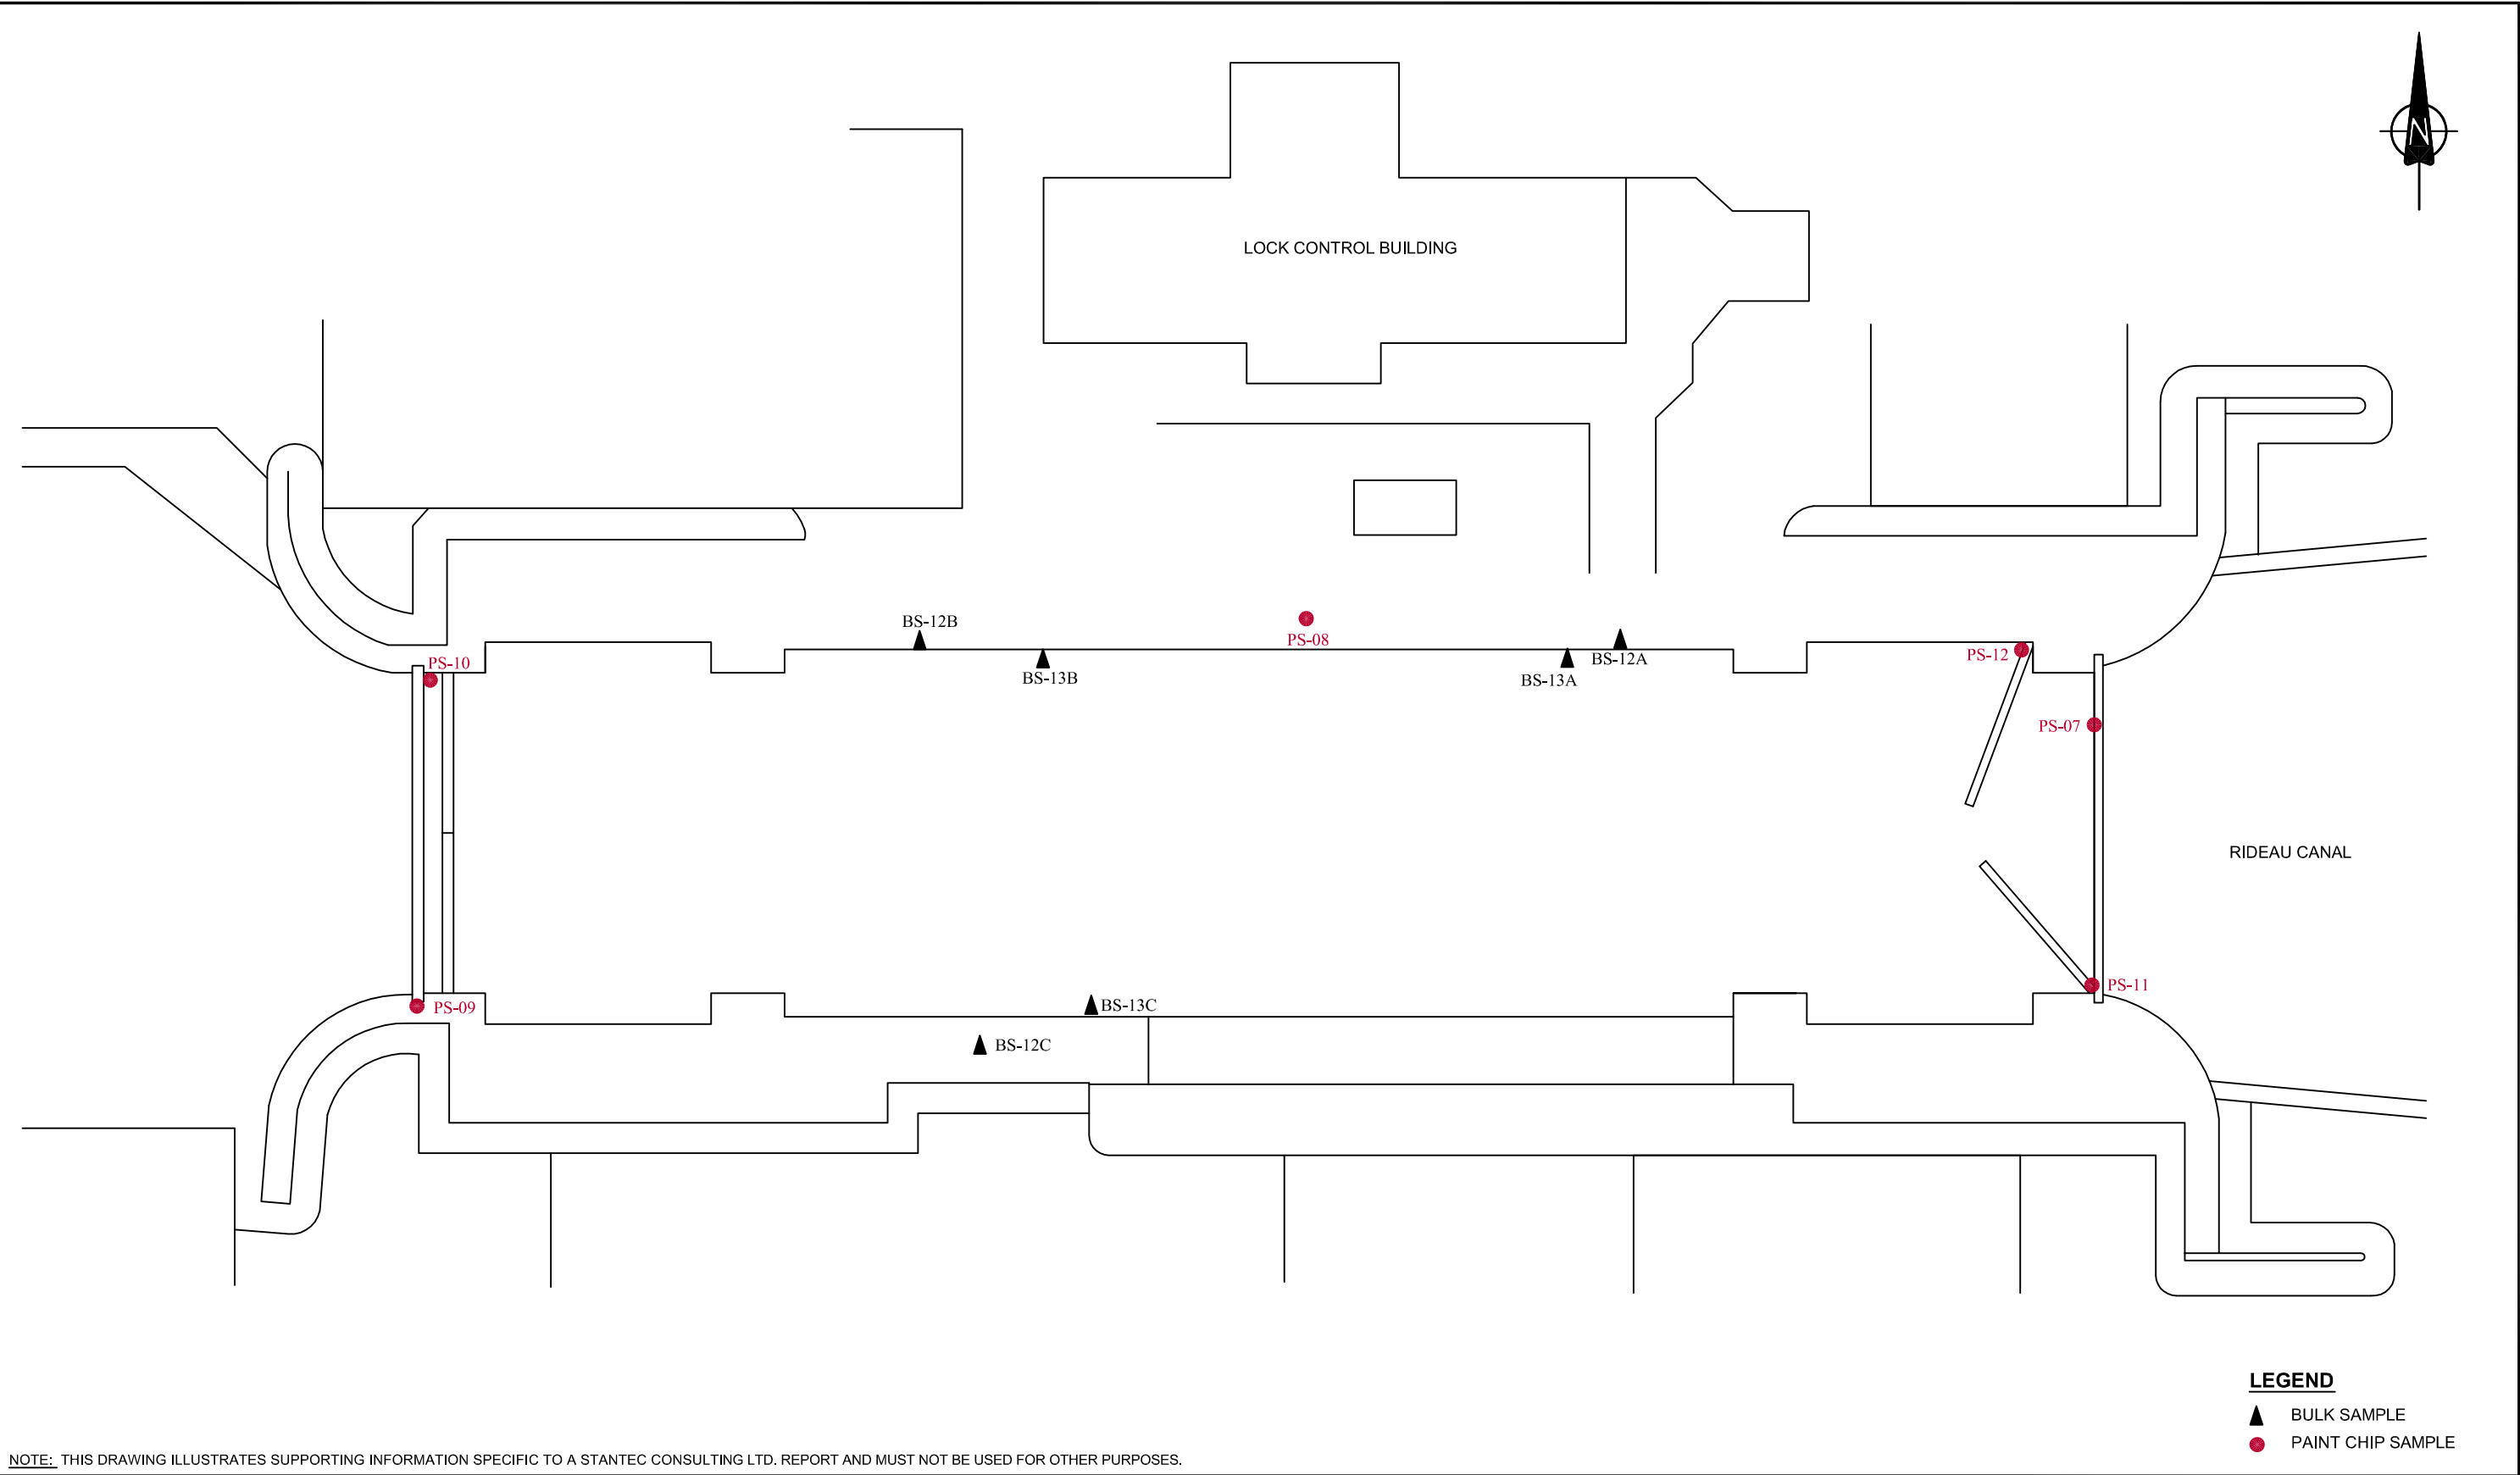 N
LOCK CONTROL BUILDING
BS-12B
PS-08
BS-12A
PS-12
PS-10
BS-13B
BS-13A
PS-07
RIDEAU CANAL
PS-11
PS-09
BS-13C
BS-12C
LEGEND
BULK SAMPLE
PAINT CHIP SAMPLE
NOTE: THIS DRAWING ILLUSTRATES SUPPORTING INFORMATION SPECIFIC TO A STANTEC CONSULTING LTD. REPORT AND MUST NOT BE USED FOR OTHER PURPOSES.